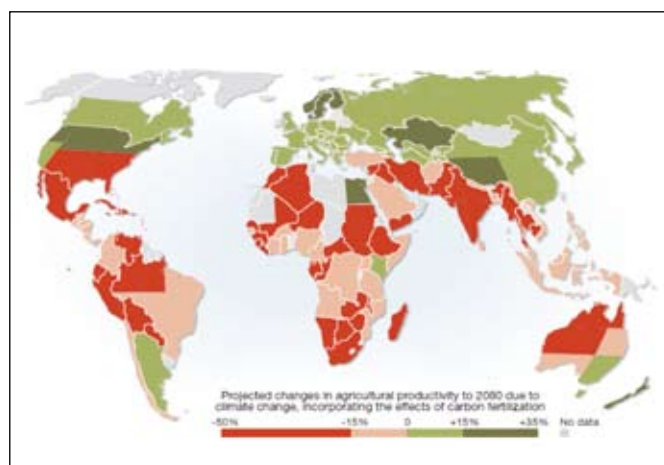 Projected changes in agricultural productivity to 2080 due to
climate change, incorporating the effects of carbon fertilization
-50% -15% 0 +15% +35% No data